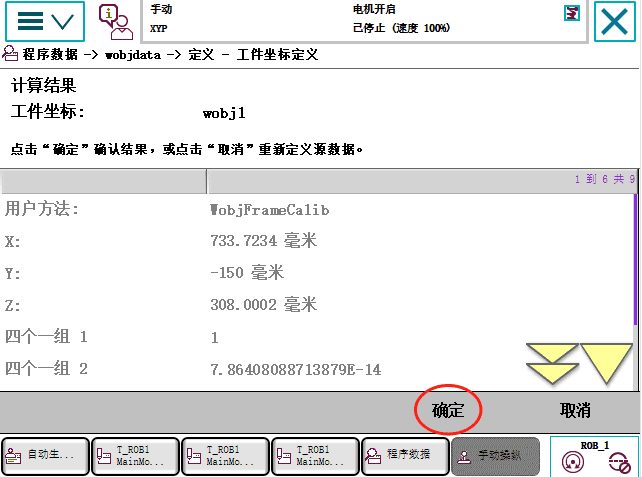 手动 电机开启
XYP 已停止 (速度 100%)
程序数据 -> wobjdata -> 定义 - 工件坐标定义
计算结果
工件坐标: wobj1
点击“确定”确认结果，或点击“取消”重新定义源数据。
1 到 6 共 9
用户方法: WobjFrameCalib
X: 733.7234 毫米
Y: -150 毫米
Z: 308.0002 毫米
四个一组 1 1
四个一组 2 7.86408088713879E-14
确定 取消
自动生... T_ROB1 MainMo... T_ROB1 MainMo... T_ROB1 MainMo... 程序数据 手动操纵 ROB_1